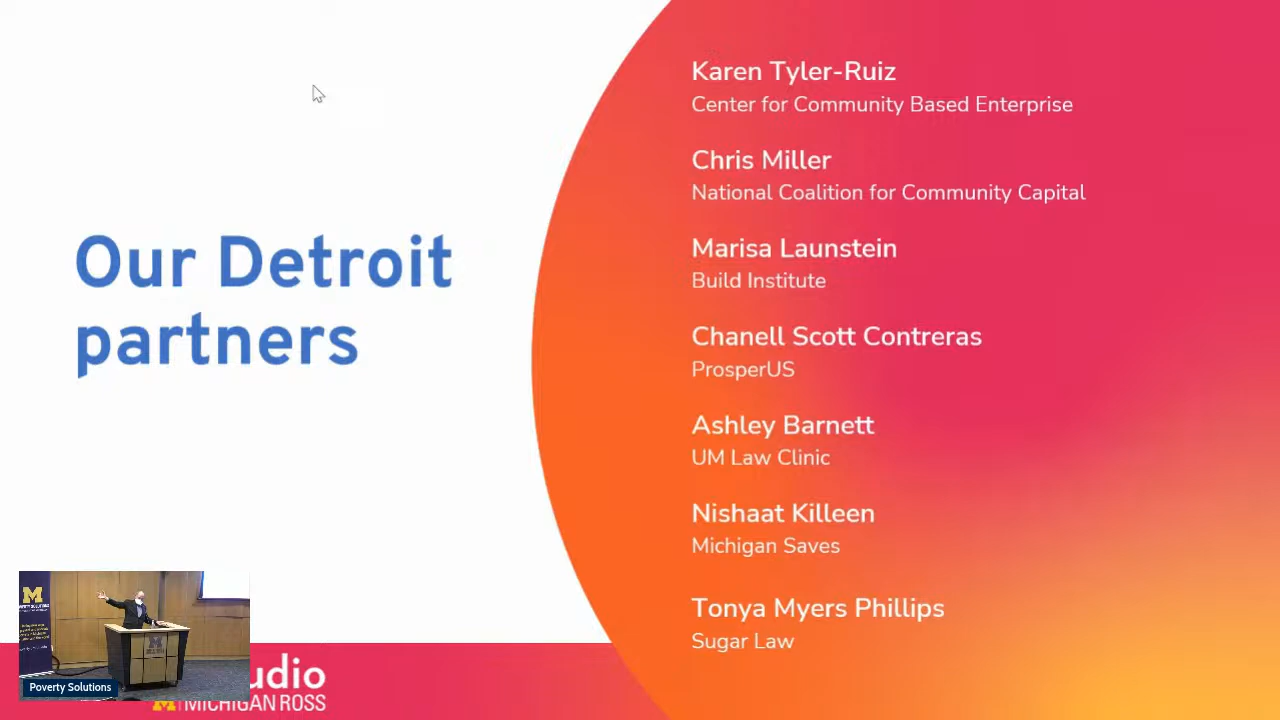 Our Detroit
partners
Karen Tyler-Ruiz
Center for Community Based Enterprise
Chris Miller
National Coalition for Community Capital
Marisa Launstein
Build Institute
Chanell Scott Contreras
ProsperUS
Ashley Barnett
UM Law Clinic
Nishaat Killeen
Michigan Saves
Tonya Myers Phillips
Sugar Law
M
POVERTY SOLUTIONS
M
Poverty Solutions
udio
M MICHIGAN ROSS